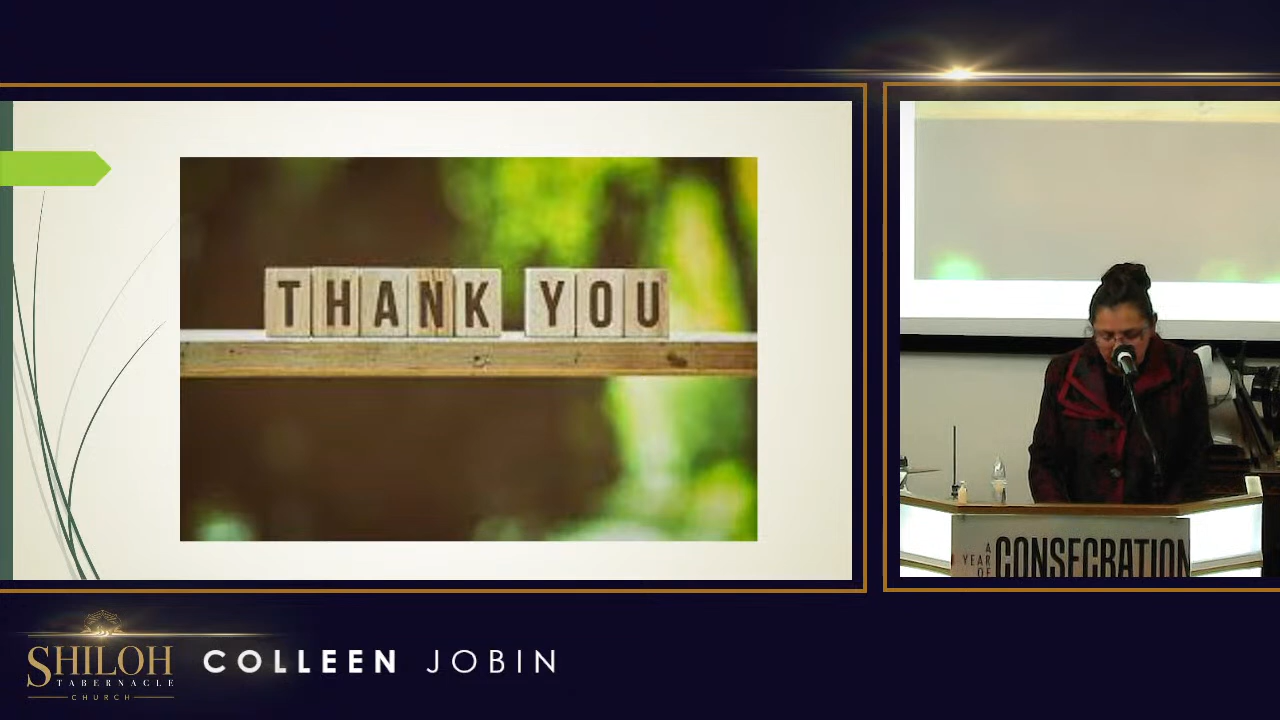 THANK YOU
A
YEAR
OF
CONSECRATION
SHILOH
TABERNACLE
CHURCH
COLLEEN JOBIN